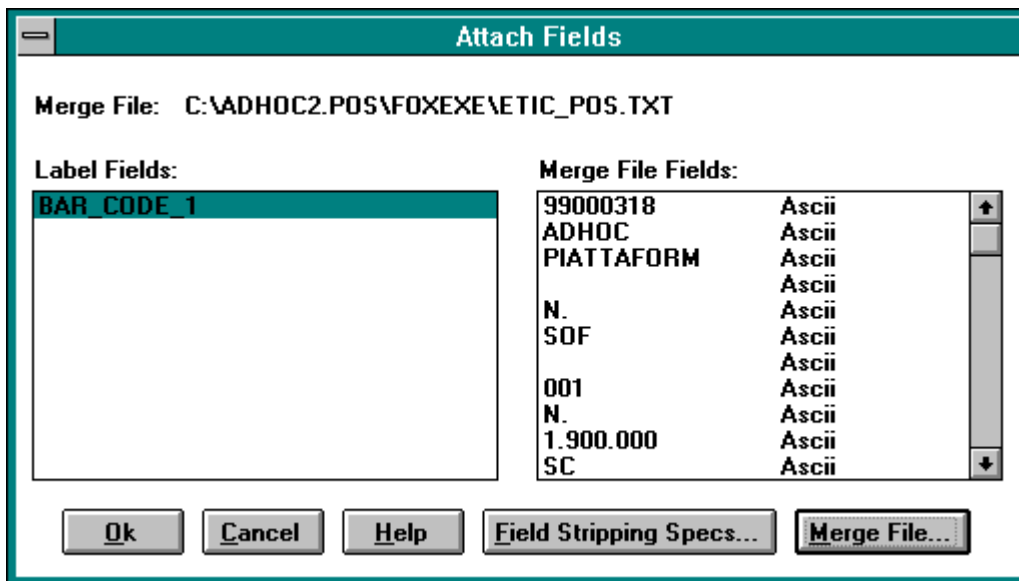 Attach Fields
Merge File: C:\ADHOC2.POS\FOXEXE\ETIC_POS.TXT
Label Fields:
BAR_CODE_1
Merge File Fields:
99000318 Ascii
ADHOC Ascii
PIATTAFORM Ascii
Ascii
N. Ascii
SOF Ascii
Ascii
001 Ascii
N. Ascii
1.900.000 Ascii
SC Ascii
Ok Cancel Help Field Stripping Specs... Merge File...